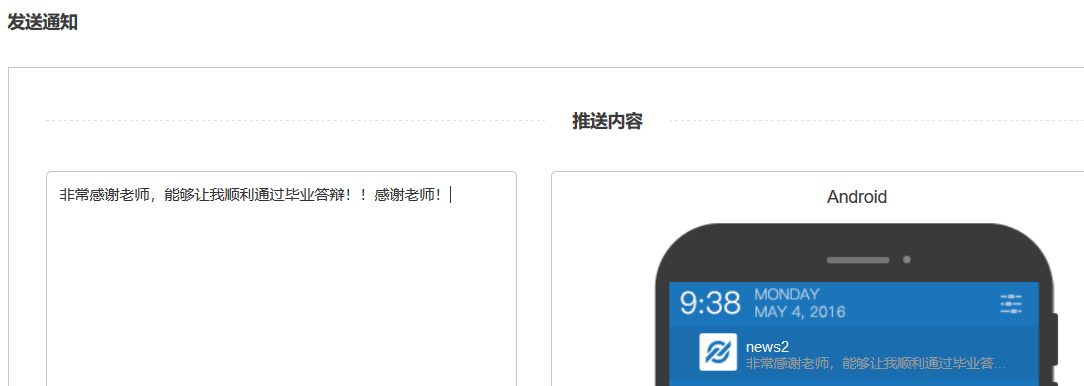 发送通知
推送内容
非常感谢老师，能够让我顺利通过毕业答辩！！感谢老师！
Android
9:38
MONDAY
MAY 4, 2016
news2
非常感谢老师，能够让我顺利通过毕业答...